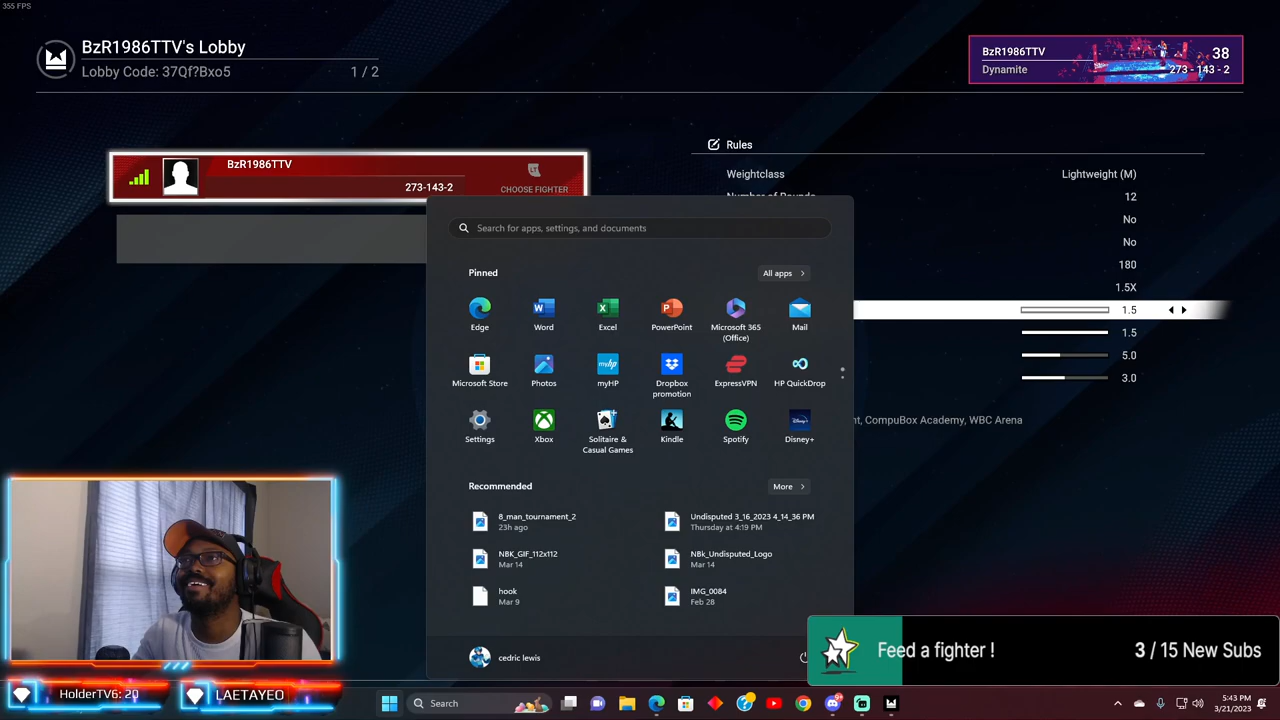 355 FPS
BzR1986TTV's Lobby
Lobby Code: 37Qf?Bxo5
1 / 2
BzR1986TTV
38
Dynamite
273 - 143 - 2
Rules
BzR1986TTV
273-143-2
LT
CHOOSE FIGHTER
Weightclass
Lightweight (M)
Number of Rounds
12
No
No
180
1.5X
1.5
1.5
5.0
3.0
nt, CompuBox Academy, WBC Arena
Search for apps, settings, and documents
Pinned
All apps
Edge
Word
Excel
PowerPoint
Microsoft 365
(Office)
Mail
Microsoft Store
Photos
myHP
Dropbox
promotion
ExpressVPN
HP QuickDrop
Settings
Xbox
Solitaire &
Casual Games
Kindle
Spotify
Disney+
Recommended
More
8_man_tournament_2
23h ago
Undisputed 3_16_2023 4_14_36 PM
Thursday at 4:19 PM
NBK_GIF_112x112
Mar 14
NBk_Undisputed_Logo
Mar 14
hook
Mar 9
IMG_0084
Feb 28
cedric lewis
Feed a fighter !
3 / 15 New Subs
HolderTV6: 20
LAETAYEO
Search
5:43 PM
3/21/2023